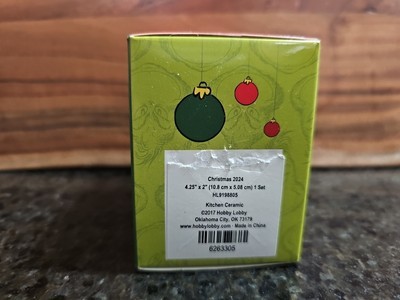 Christmas 2024
4.25" x 2" (10.8 cm x 5.08 cm) 1 Set
HL9198805
Kitchen Ceramic
©2017 Hobby Lobby
Oklahoma City, OK 73179
www.hobbylobby.com · Made in China
6263305